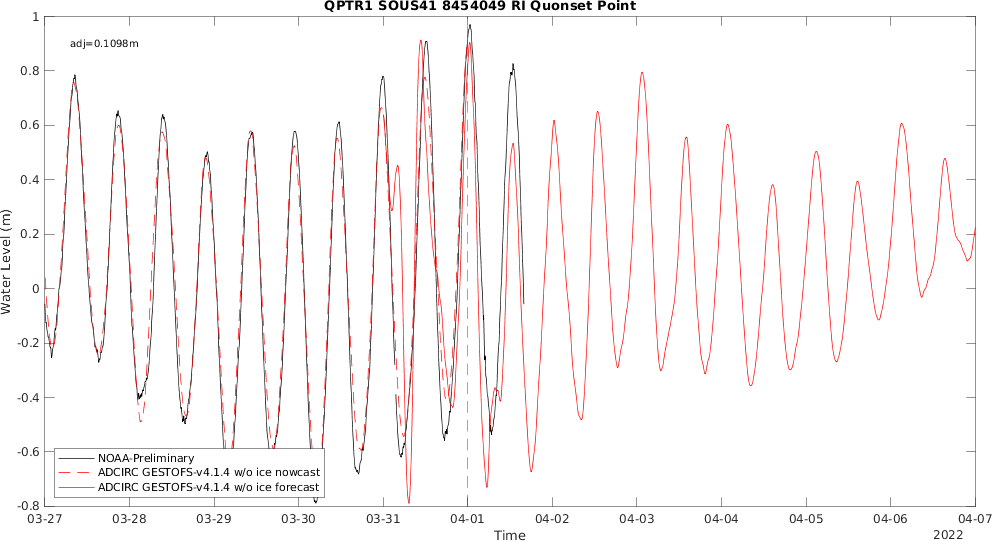 QPTR1 SOUS41 8454049 RI Quonset Point
adj=0.1098m
Water Level (m)
1
0.8
0.6
0.4
0.2
0
-0.2
-0.4
-0.6
-0.8
NOAA-Preliminary
ADCIRC GESTOFS-v4.1.4 w/o ice nowcast
ADCIRC GESTOFS-v4.1.4 w/o ice forecast
03-27 03-28 03-29 03-30 03-31 04-01 04-02 04-03 04-04 04-05 04-06 04-07
Time
2022